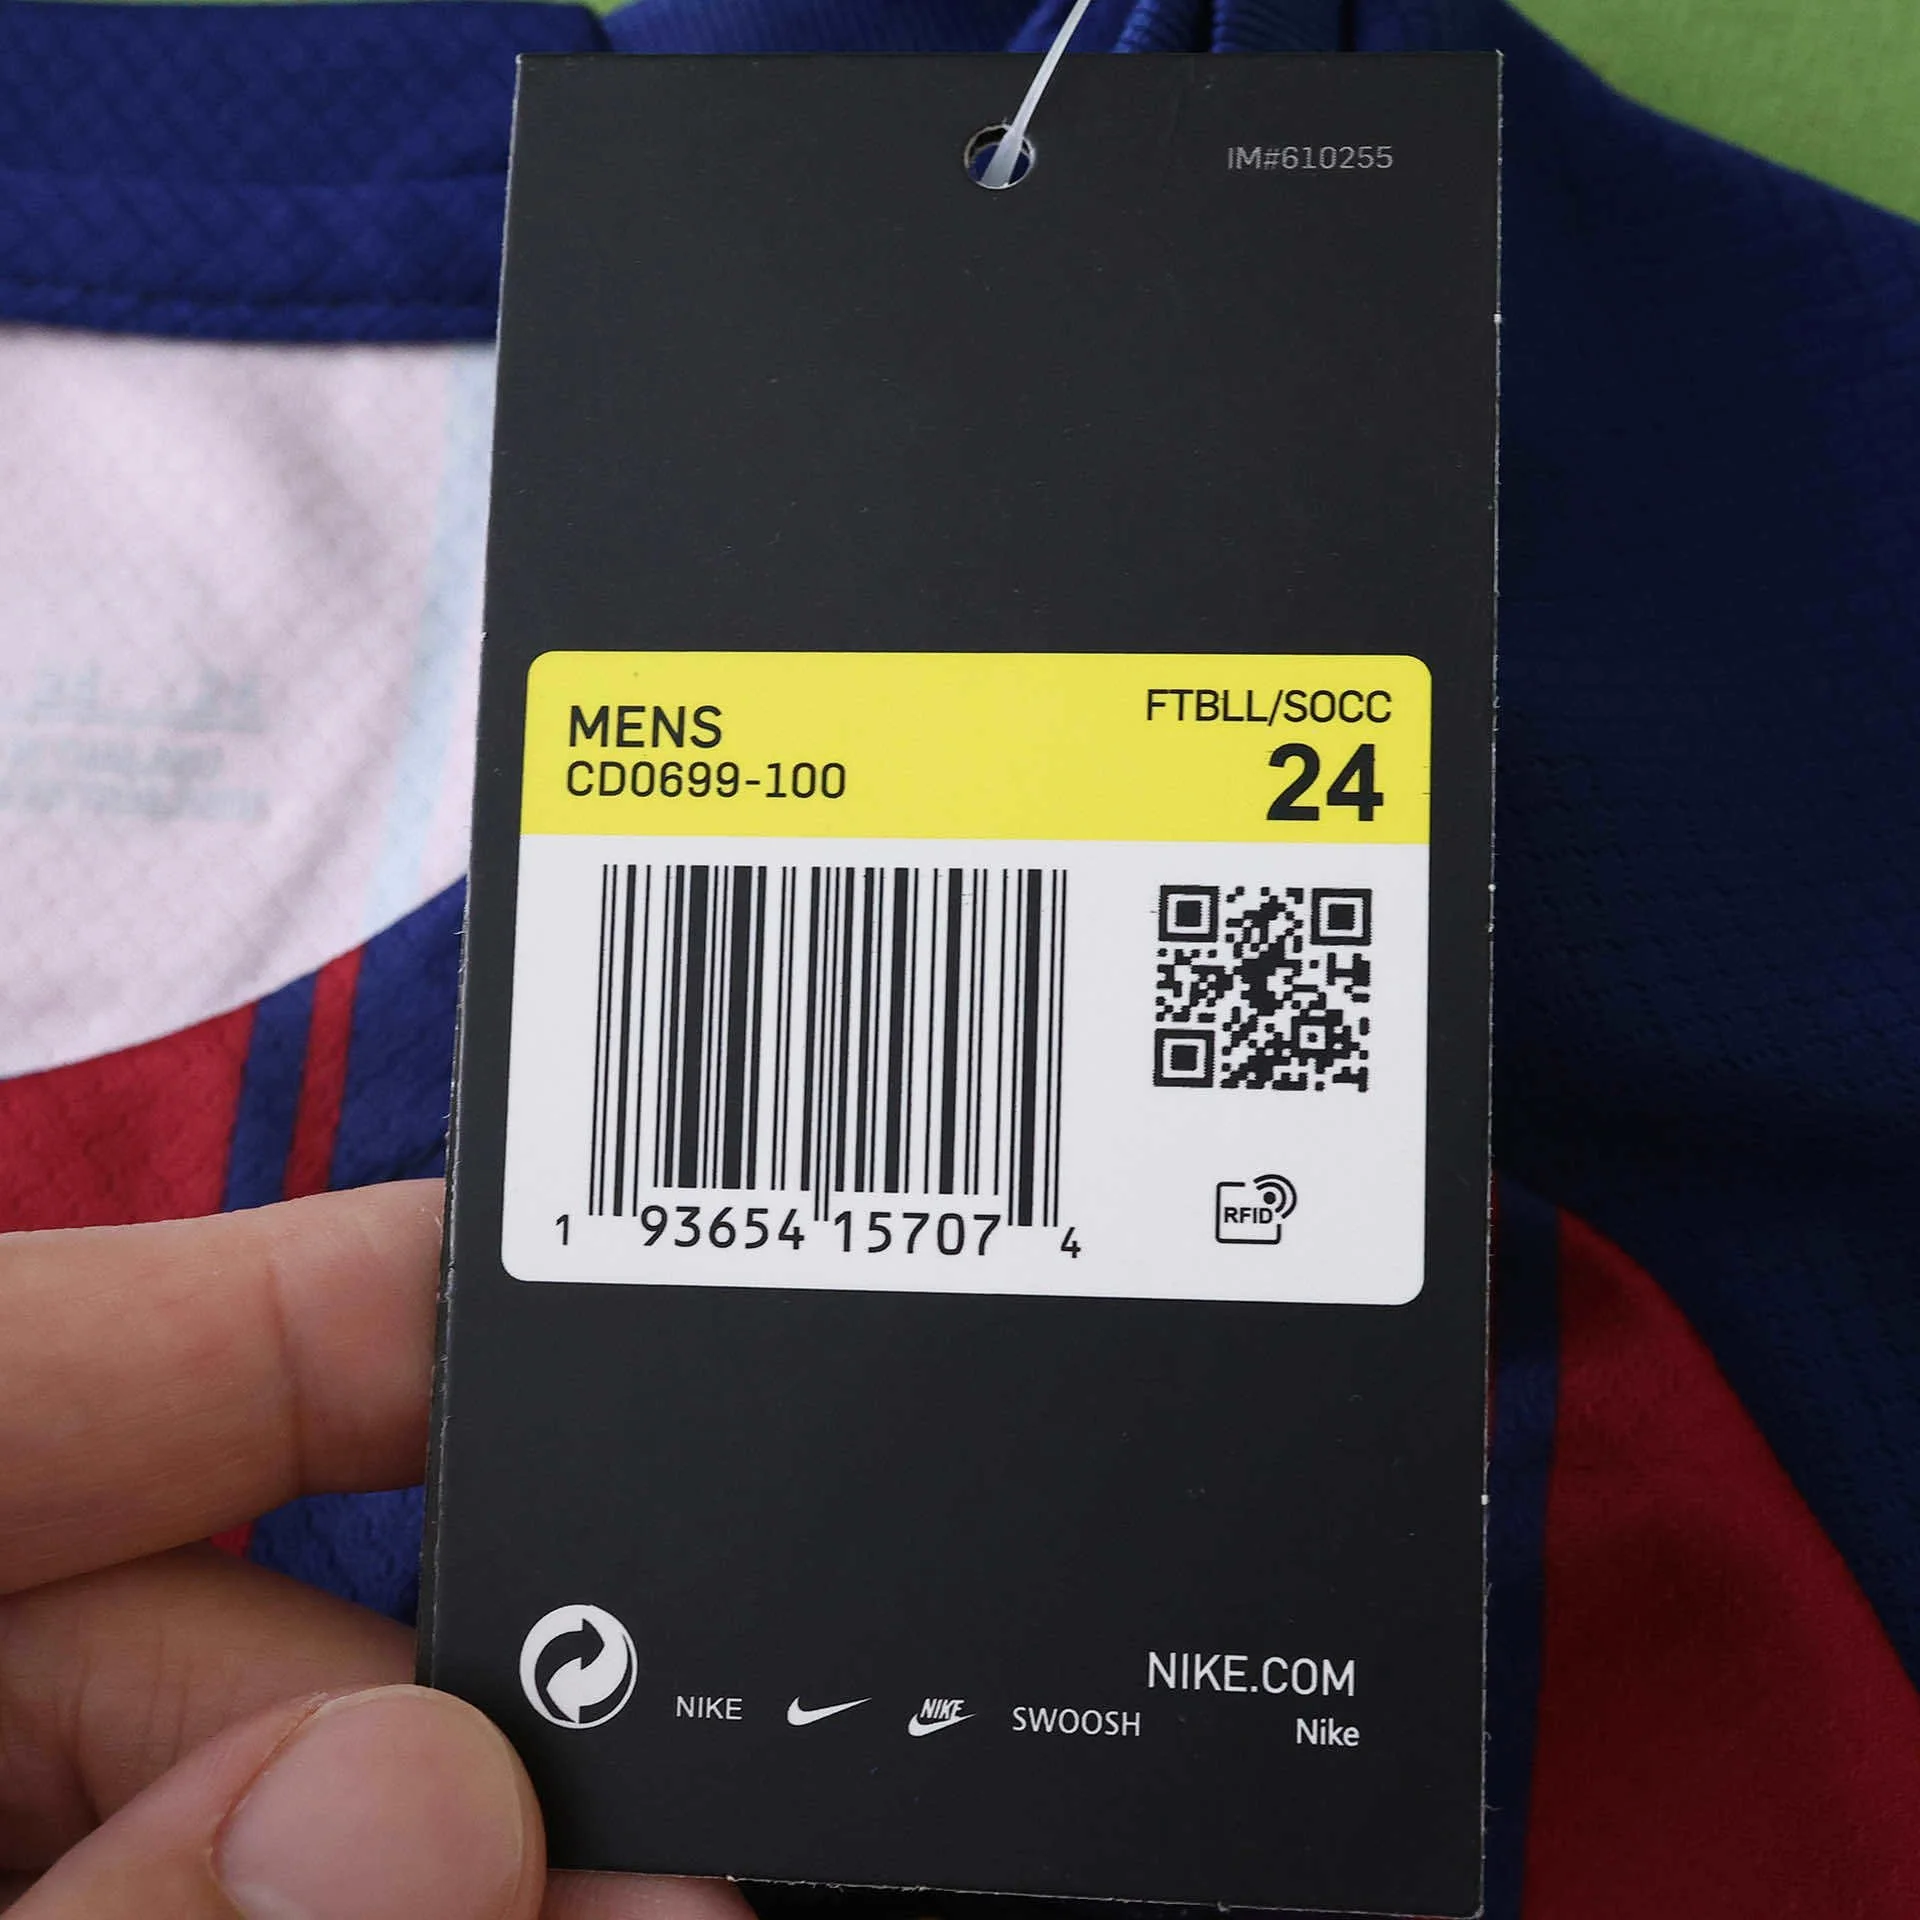 IM#610255
MENS
FTBLL/SOCC
CD0699-100
24
1 93654 15707 4
RFID
NIKE.COM
NIKE NIKE SWOOSH
Nike